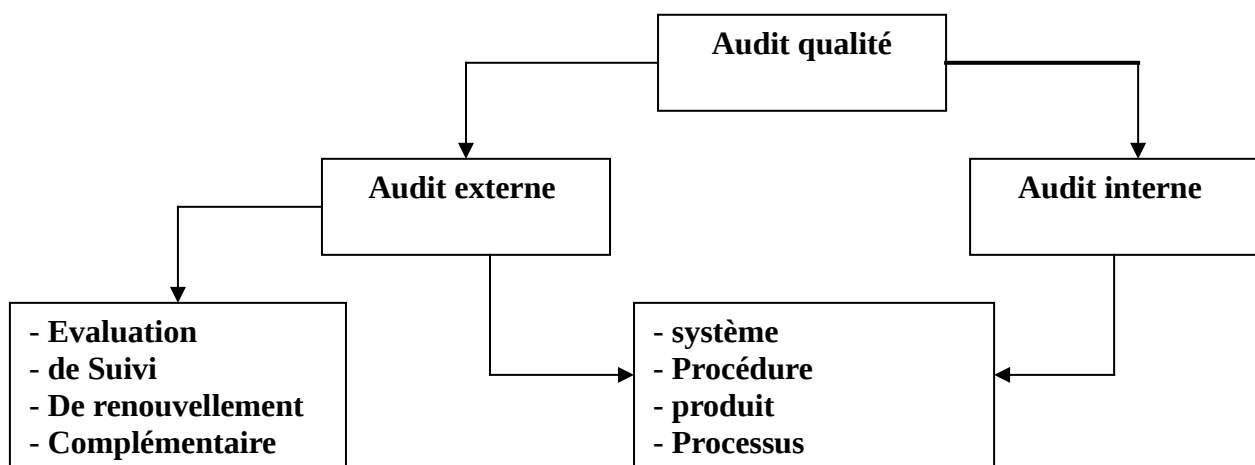 Audit qualité
Audit externe
Audit interne
- Evaluation
- de Suivi
- De renouvellement
- Complémentaire
- système
- Procédure
- produit
- Processus